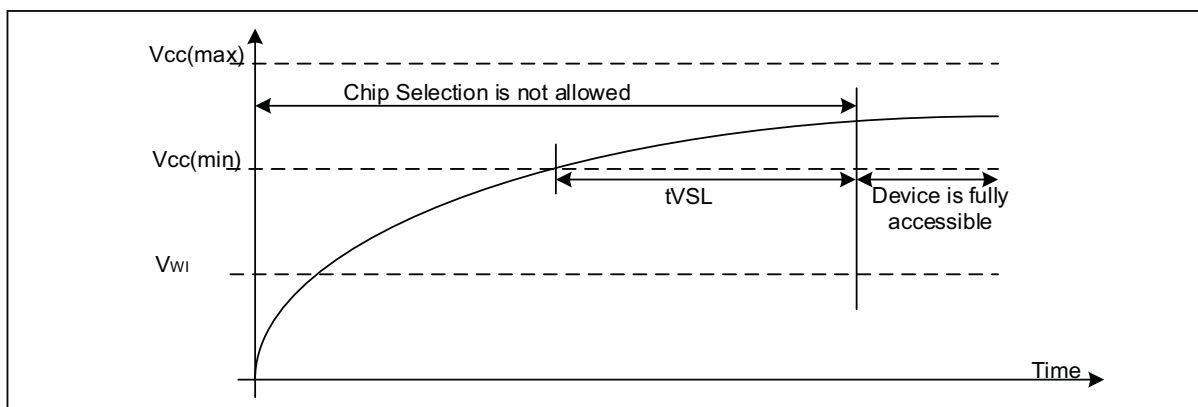 Vcc(max)
Chip Selection is not allowed
Vcc(min)
tVSL
Device is fully
accessible
VWI
Time